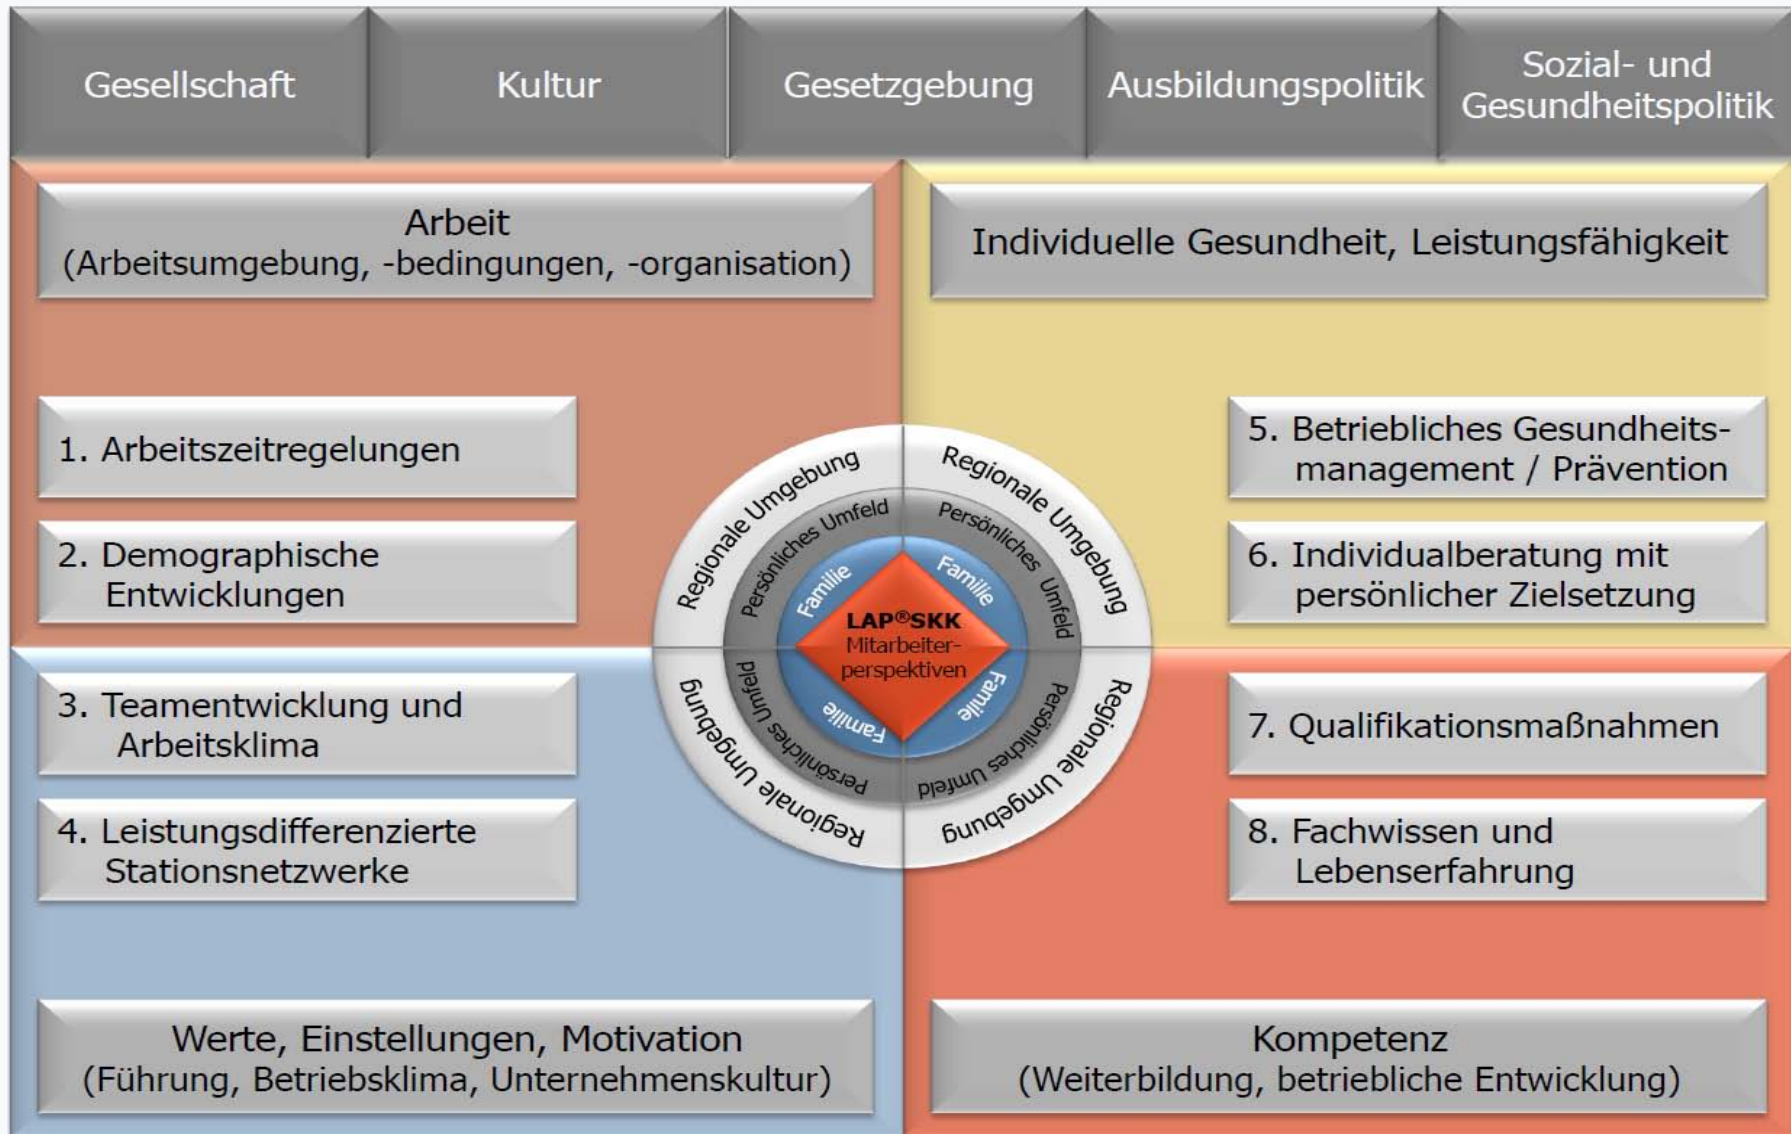 Gesellschaft
Kultur
Gesetzgebung
Ausbildungspolitik
Sozial- und
Gesundheitspolitik
Arbeit
(Arbeitsumgebung, -bedingungen, -organisation)
Individuelle Gesundheit, Leistungsfähigkeit
1. Arbeitszeitregelungen
2. Demographische
Entwicklungen
5. Betriebliches Gesundheits-
management / Prävention
6. Individualberatung mit
persönlicher Zielsetzung
Regionale Umgebung
Regionale Umgebung
Persönliches Umfeld
Persönliches Umfeld
Familie
Familie
LAP®SKK
Mitarbeiter-
perspektiven
Familie
Familie
Persönliches Umfeld
Persönliches Umfeld
Regionale Umgebung
Regionale Umgebung
3. Teamentwicklung und
Arbeitsklima
4. Leistungsdifferenzierte
Stationsnetzwerke
7. Qualifikationsmaßnahmen
8. Fachwissen und
Lebenserfahrung
Werte, Einstellungen, Motivation
(Führung, Betriebsklima, Unternehmenskultur)
Kompetenz
(Weiterbildung, betriebliche Entwicklung)